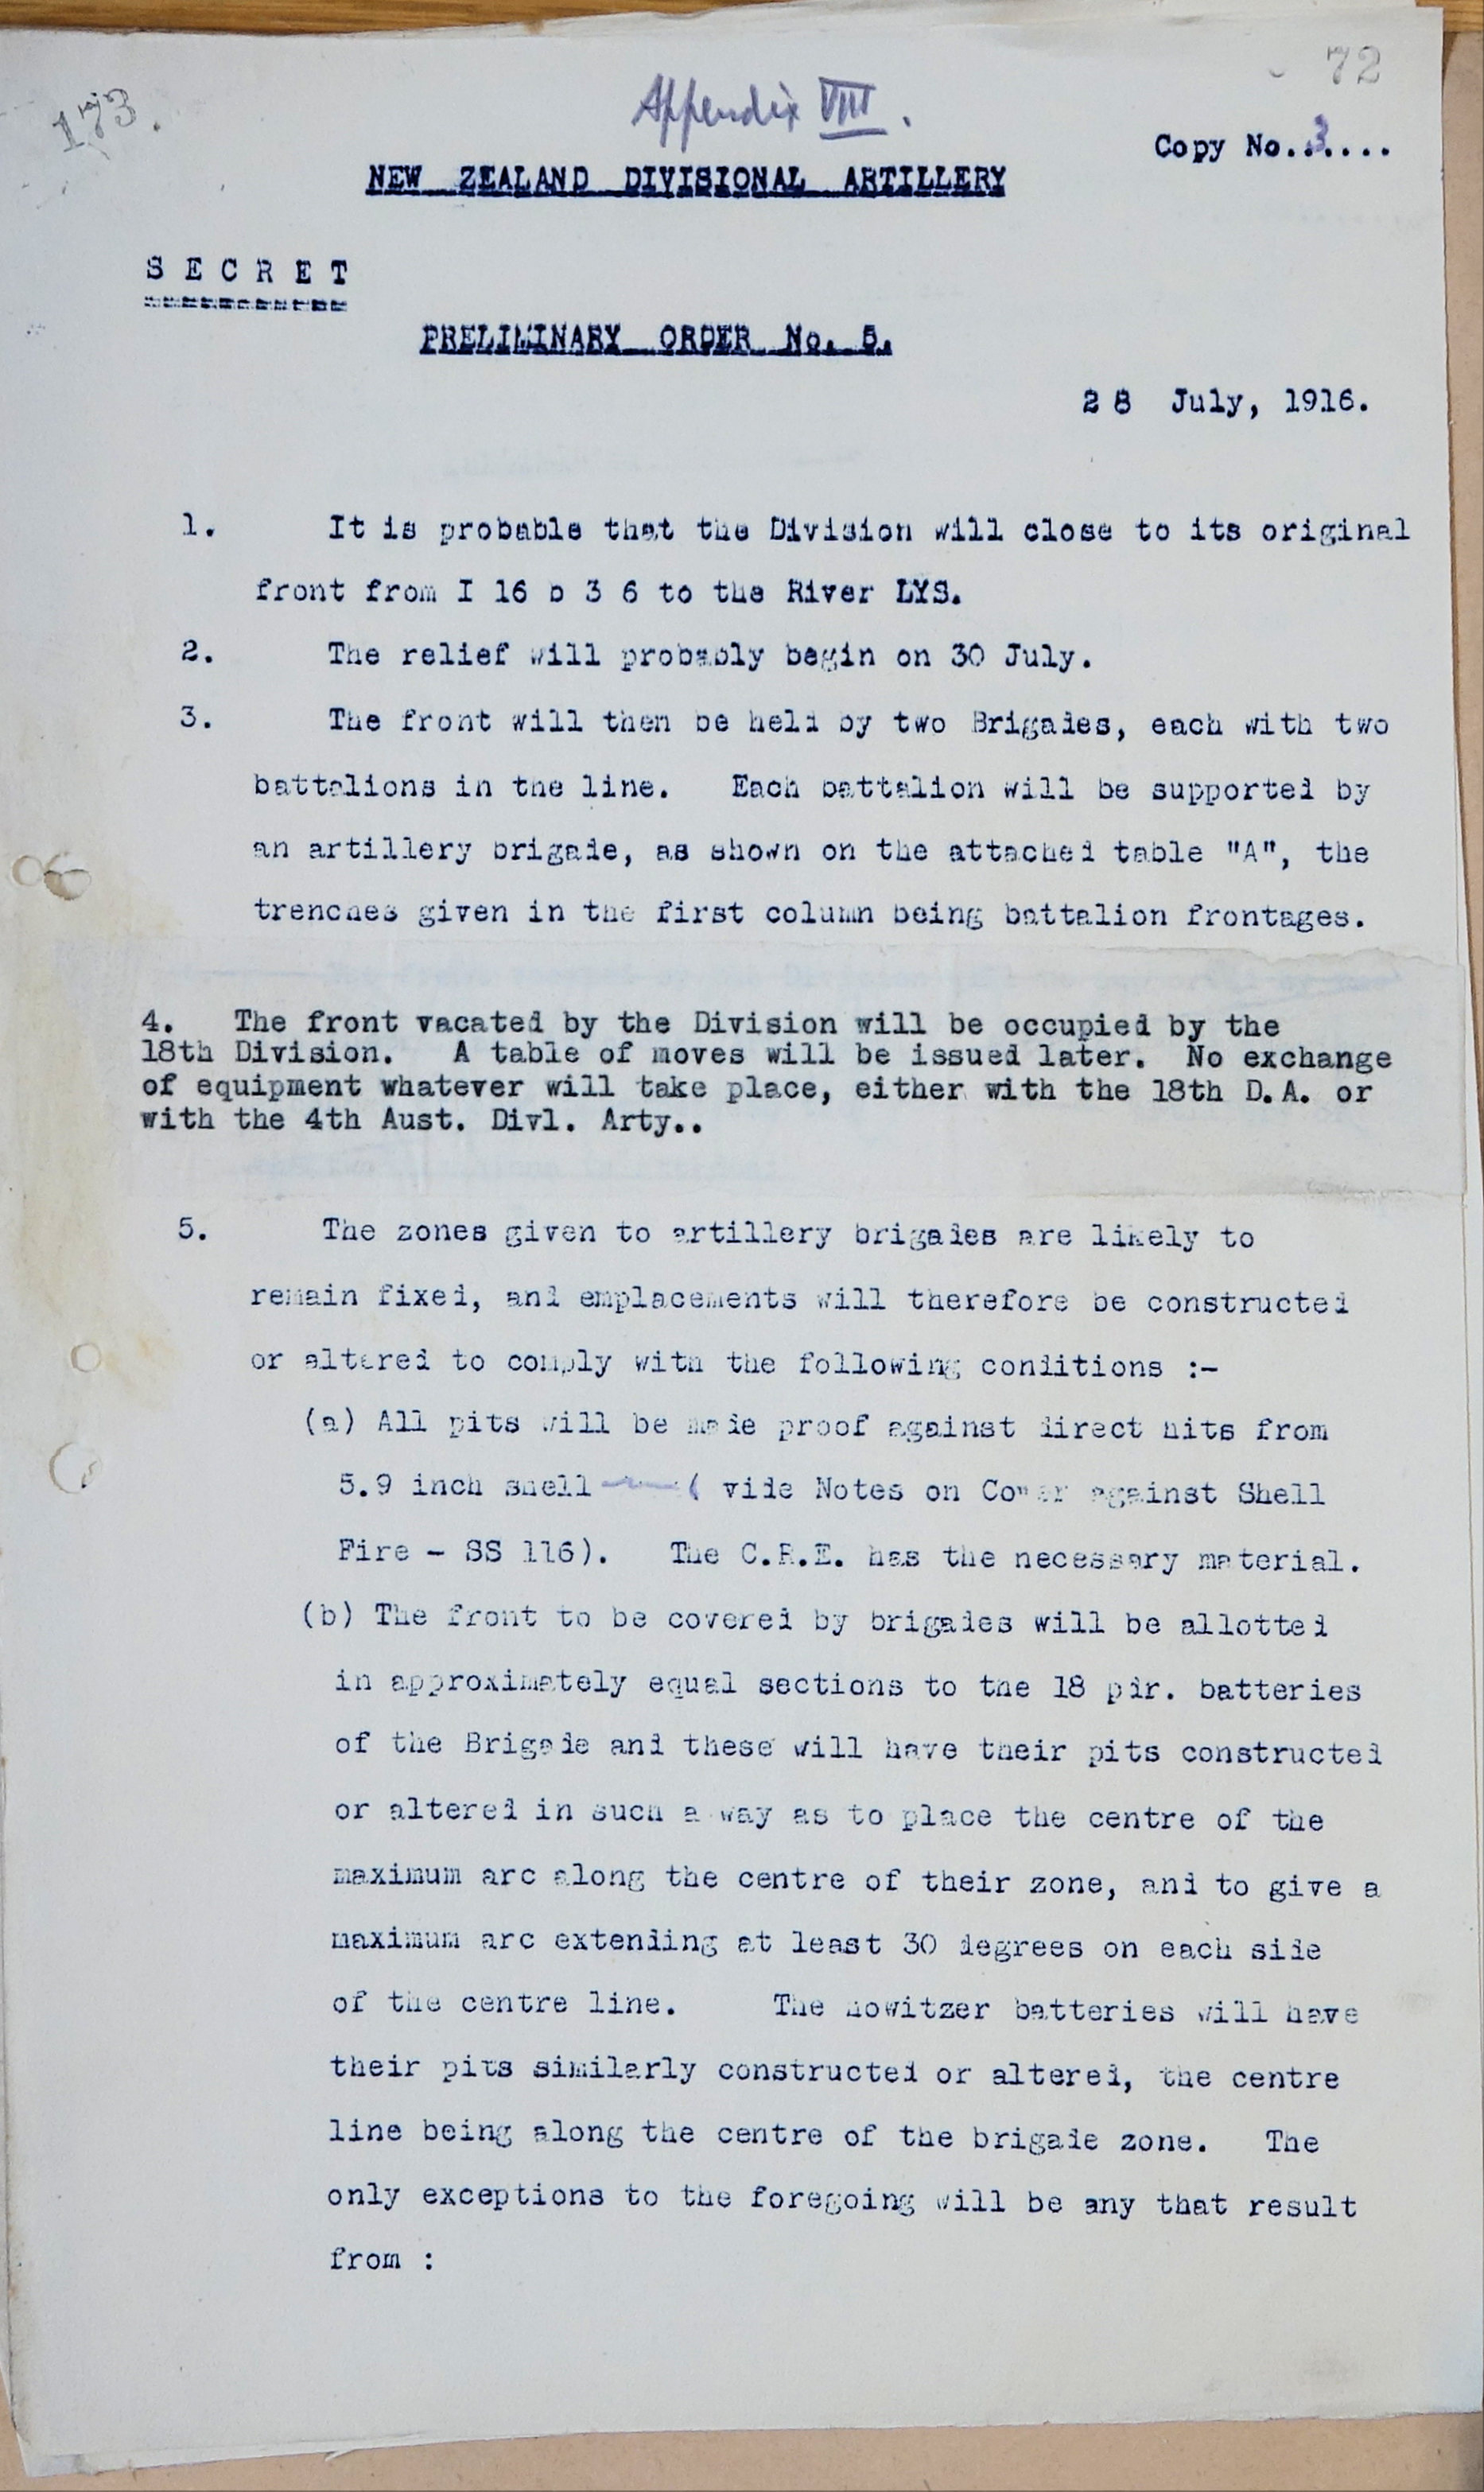 72
173.
Appendix VIII.
Copy No..3....
NEW ZEALAND DIVISIONAL ARTILLERY
S E C R E T
PRELIMINARY ORDER No. 5.
28 July, 1916.
1. It is probable that the Division will close to its original
front from I 16 b 3 6 to the River LYS.
2. The relief will probably begin on 30 July.
3. The front will then be held by two Brigades, each with two
battalions in the line. Each battalion will be supported by
an artillery brigade, as shown on the attached table "A", the
trenches given in the first column being battalion frontages.
4. The front vacated by the Division will be occupied by the
18th Division. A table of moves will be issued later. No exchange
of equipment whatever will take place, either with the 18th D.A. or
with the 4th Aust. Divl. Arty..
5. The zones given to artillery brigades are likely to
remain fixed, and emplacements will therefore be constructed
or altered to comply with the following conditions :-
(a) All pits will be made proof against direct hits from
5.9 inch shell ( vide Notes on Cover against Shell
Fire - SS 116). The C.R.E. has the necessary material.
(b) The front to be covered by brigades will be allotted
in approximately equal sections to the 18 pdr. batteries
of the Brigade and these will have their pits constructed
or altered in such a way as to place the centre of the
maximum arc along the centre of their zone, and to give a
maximum arc extending at least 30 degrees on each side
of the centre line. The howitzer batteries will have
their pits similarly constructed or altered, the centre
line being along the centre of the brigade zone. The
only exceptions to the foregoing will be any that result
from :